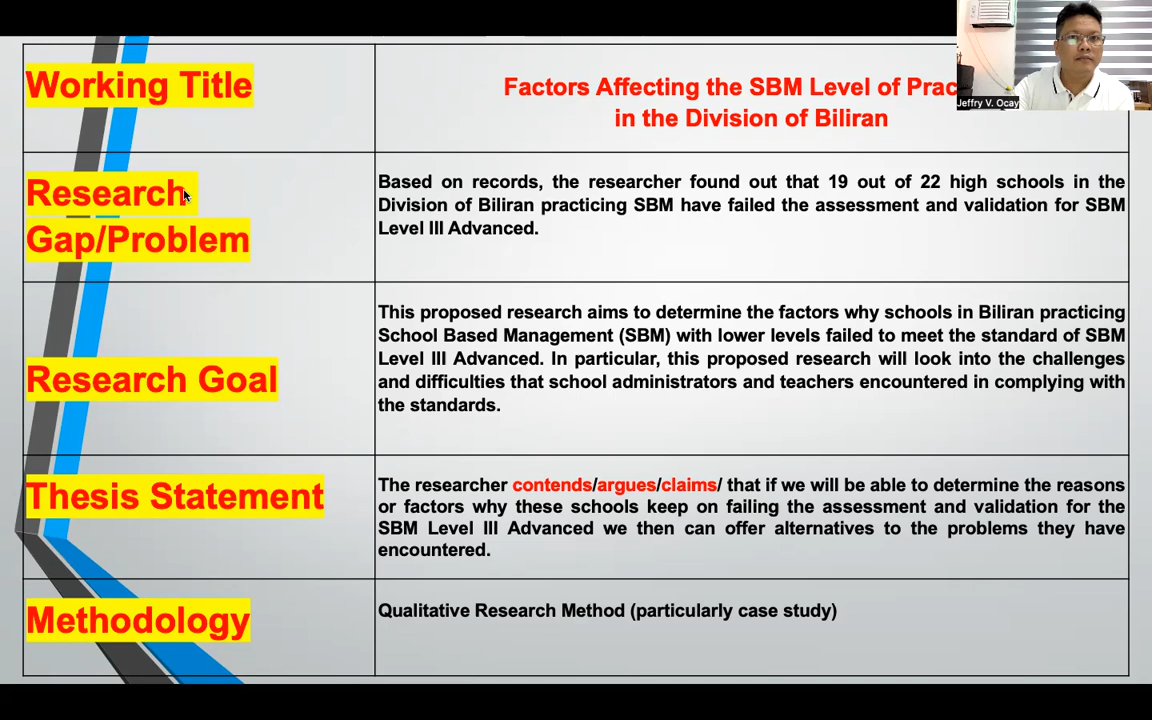 Working Title
Factors Affecting the SBM Level of
in the Division of Biliran
Jeffry V. Ocay
Research
Gap/Problem
Based on records, the researcher found out that 19 out of 22 high schools in the
Division of Biliran practicing SBM have failed the assessment and validation for SBM
Level III Advanced.
Research Goal
This proposed research aims to determine the factors why schools in Biliran practicing
School Based Management (SBM) with lower levels failed to meet the standard of SBM
Level III Advanced. In particular, this proposed research will look into the challenges
and difficulties that school administrators and teachers encountered in complying with
the standards.
Thesis Statement
The researcher contends/argues/claims/ that if we will be able to determine the reasons
or factors why these schools keep on failing the assessment and validation for the
SBM Level III Advanced we then can offer alternatives to the problems they have
encountered.
Methodology
Qualitative Research Method (particularly case study)